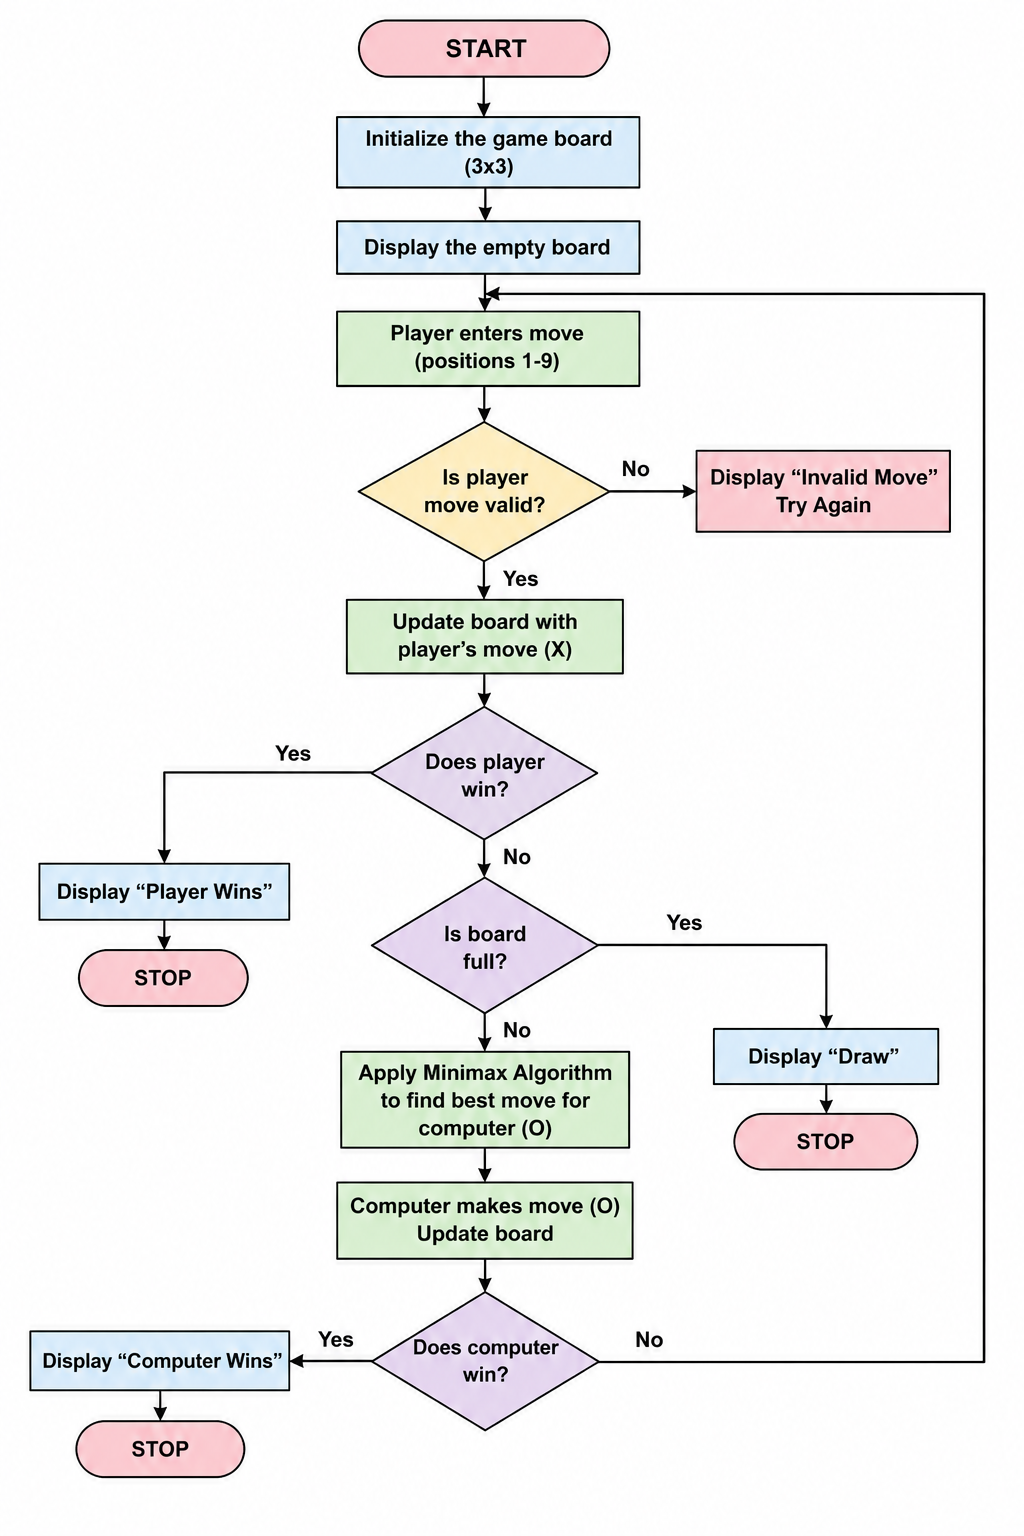 START
Initialize the game board
(3x3)
Display the empty board
Player enters move
(positions 1-9)
Is player
move valid?
No
Display “Invalid Move”
Try Again
Yes
Update board with
player’s move (X)
Does player
win?
Yes
Display “Player Wins”
STOP
No
Is board
full?
Yes
Display “Draw”
STOP
No
Apply Minimax Algorithm
to find best move for
computer (O)
Computer makes move (O)
Update board
Does computer
win?
Yes
Display “Computer Wins”
STOP
No